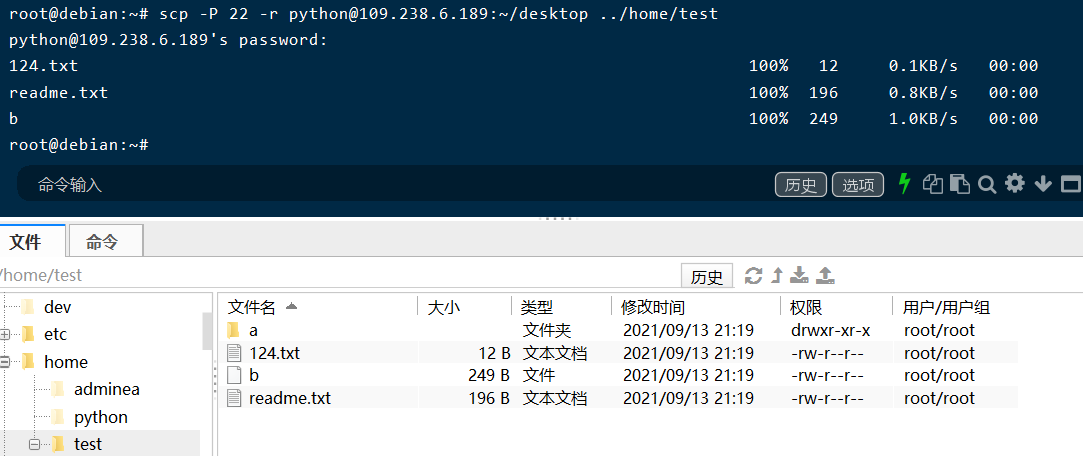 root@debian:~# scp -P 22 -r python@109.238.6.189:~/desktop ../home/test
python@109.238.6.189's password:
124.txt 100% 12 0.1KB/s 00:00
readme.txt 100% 196 0.8KB/s 00:00
b 100% 249 1.0KB/s 00:00
root@debian:~#
命令输入 历史 选项
文件 命令
/home/test 历史
dev
etc
home
adminea
python
test
文件名 大小 类型 修改时间 权限 用户/用户组
a 文件夹 2021/09/13 21:19 drwxr-xr-x root/root
124.txt 12 B 文本文档 2021/09/13 21:19 -rw-r--r-- root/root
b 249 B 文件 2021/09/13 21:19 -rw-r--r-- root/root
readme.txt 196 B 文本文档 2021/09/13 21:19 -rw-r--r-- root/root